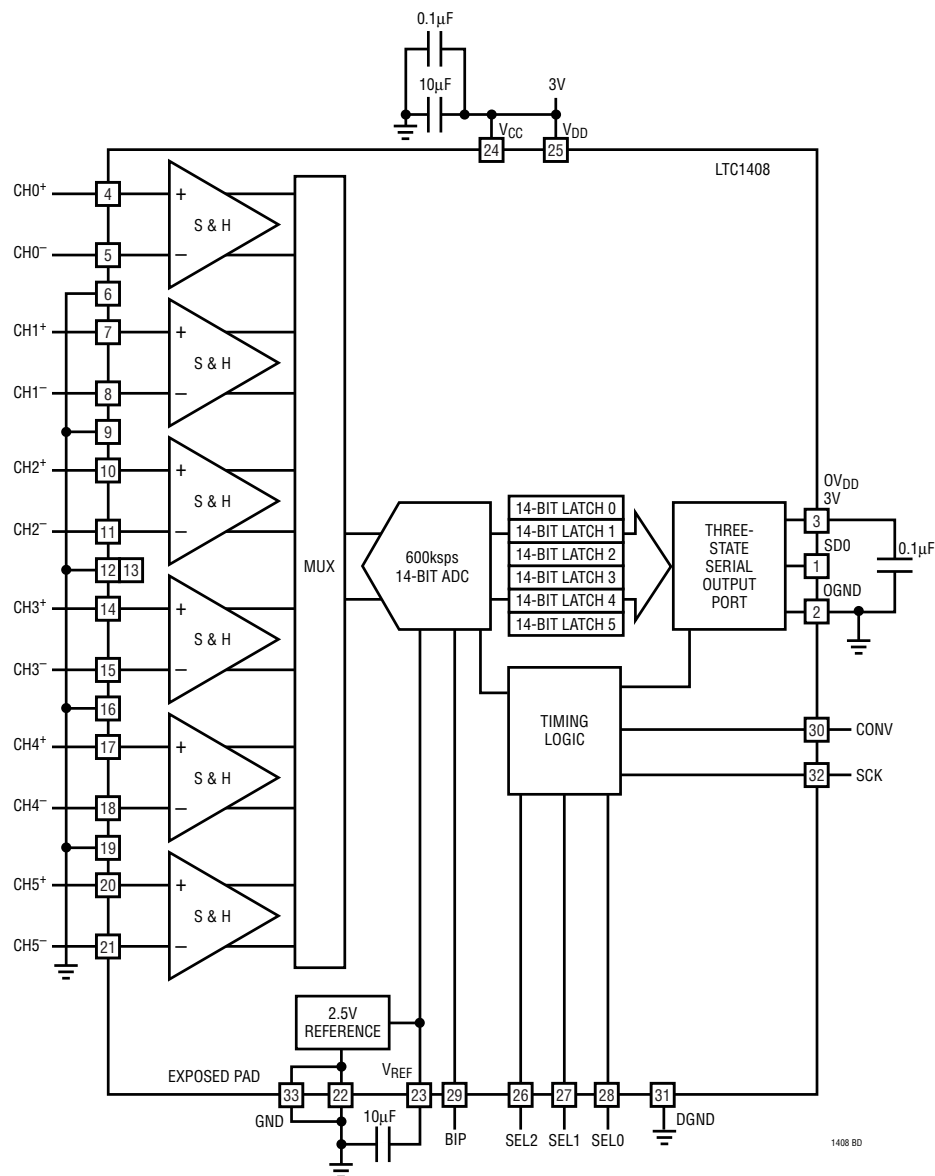 0.1µF
10µF
3V
VCC
VDD
24
25
LTC1408
CH0+
4
+
S & H
CH0–
5
–
6
CH1+
7
+
S & H
CH1–
8
–
9
CH2+
10
+
S & H
CH2–
11
–
12
13
CH3+
14
+
S & H
CH3–
15
–
16
CH4+
17
+
S & H
CH4–
18
–
19
CH5+
20
+
S & H
CH5–
21
–
MUX
600ksps
14-BIT ADC
14-BIT LATCH 0
14-BIT LATCH 1
14-BIT LATCH 2
14-BIT LATCH 3
14-BIT LATCH 4
14-BIT LATCH 5
THREE-
STATE
SERIAL
OUTPUT
PORT
OVDD
3V
3
SD0
1
0.1µF
OGND
2
TIMING
LOGIC
30
CONV
32
SCK
2.5V
REFERENCE
EXPOSED PAD
VREF
33
22
23
29
26
27
28
31
GND
10µF
BIP
SEL2
SEL1
SEL0
DGND
1408 BD